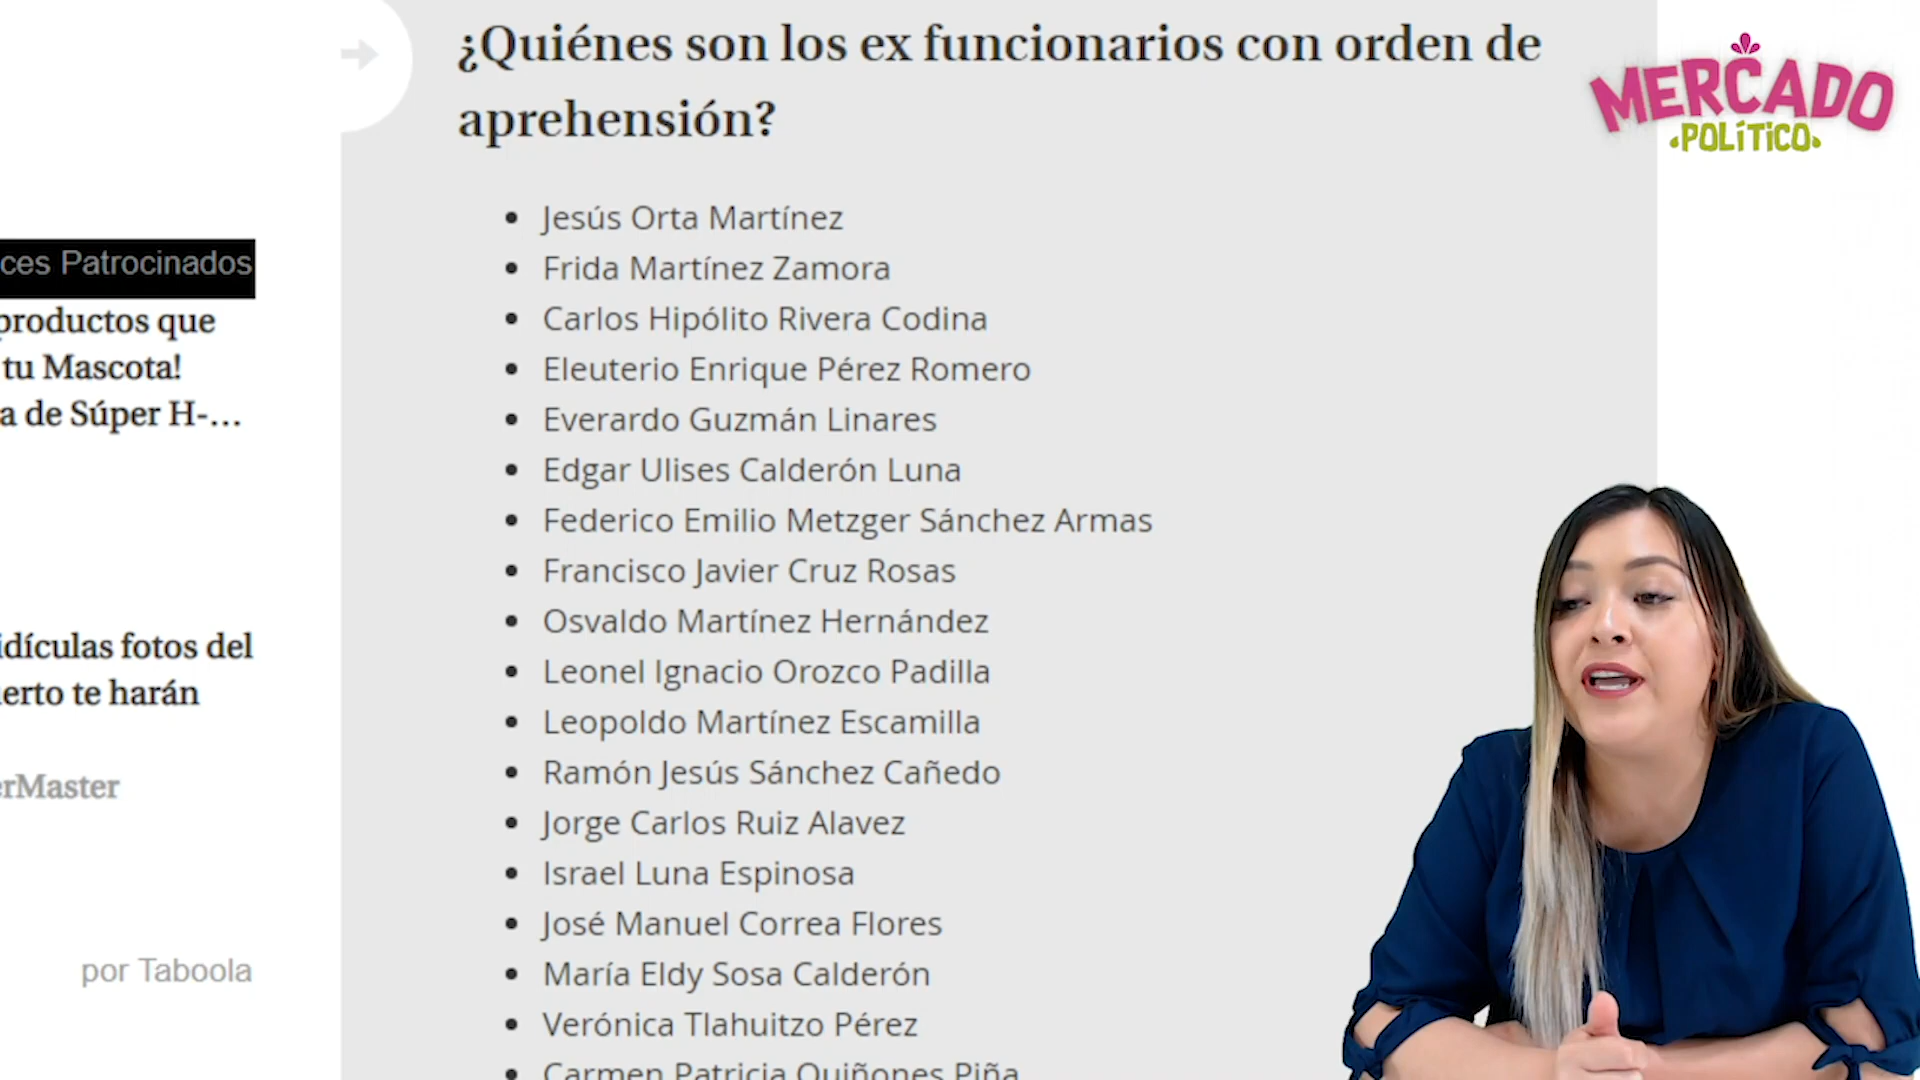 ¿Quiénes son los ex funcionarios con orden de
aprehensión?
MERCADO
POLÍTICO
Jesús Orta Martínez
Frida Martínez Zamora
Carlos Hipólito Rivera Codina
Eleuterio Enrique Pérez Romero
Everardo Guzmán Linares
Edgar Ulises Calderón Luna
Federico Emilio Metzger Sánchez Armas
Francisco Javier Cruz Rosas
Osvaldo Martínez Hernández
Leonel Ignacio Orozco Padilla
Leopoldo Martínez Escamilla
Ramón Jesús Sánchez Cañedo
Jorge Carlos Ruiz Alavez
Israel Luna Espinosa
José Manuel Correa Flores
María Eldy Sosa Calderón
Verónica Tlahuitzo Pérez
Carmen Patricia Quiñones Piña
ces Patrocinados
productos que
tu Mascota!
a de Súper H-...
idículas fotos del
ierto te harán
erMaster
por Taboola